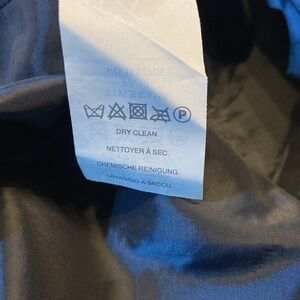 P
DRY CLEAN.
NETTOYER À SEC.
CHEMISCHE REINIGUNG.
LAVAGGIO A SECCO.